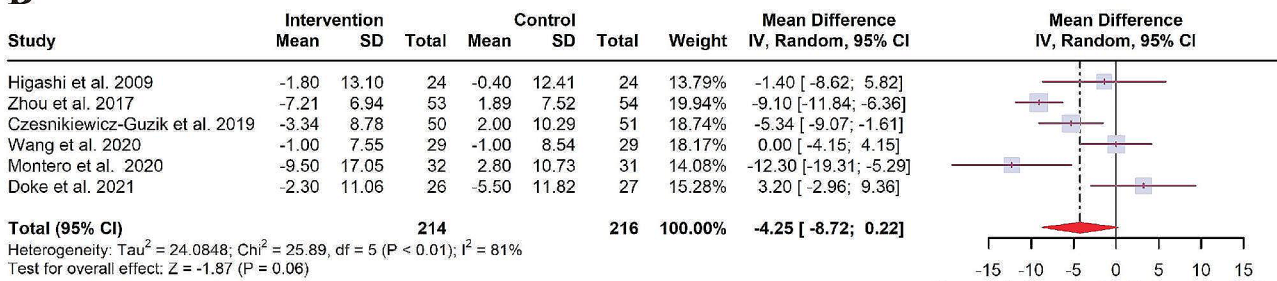 Intervention Control Mean Difference Mean Difference
Study Mean SD Total Mean SD Total Weight IV, Random, 95% CI IV, Random, 95% CI
Higashi et al. 2009 -1.80 13.10 24 -0.40 12.41 24 13.79% -1.40 [ -8.62; 5.82]
Zhou et al. 2017 -7.21 6.94 53 1.89 7.52 54 19.94% -9.10 [-11.84; -6.36]
Czesnikiewicz-Guzik et al. 2019 -3.34 8.78 50 2.00 10.29 51 18.74% -5.34 [ -9.07; -1.61]
Wang et al. 2020 -1.00 7.55 29 -1.00 8.54 29 18.17% 0.00 [ -4.15; 4.15]
Montero et al. 2020 -9.50 17.05 32 2.80 10.73 31 14.08% -12.30 [-19.31; -5.29]
Doke et al. 2021 -2.30 11.06 26 -5.50 11.82 27 15.28% 3.20 [ -2.96; 9.36]
Total (95% CI) 214 216 100.00% -4.25 [ -8.72; 0.22]
Heterogeneity: Tau² = 24.0848; Chi² = 25.89, df = 5 (P < 0.01); I² = 81%
Test for overall effect: Z = -1.87 (P = 0.06)
-15 -10 -5 0 5 10 15